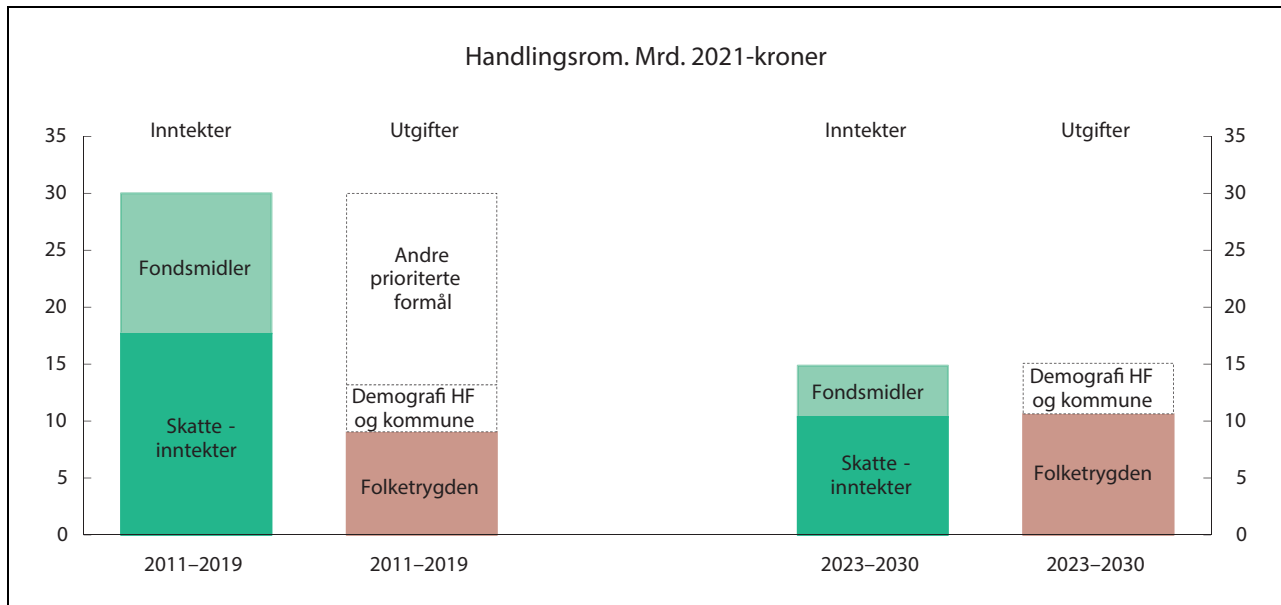 Handlingsrom. Mrd. 2021-kroner
Inntekter
Utgifter
Inntekter
Utgifter
35
30
25
20
15
10
5
0
Fondsmidler
Skatte -
inntekter
Andre
prioriterte
formål
Demografi HF
og kommune
Folketrygden
Fondsmidler
Skatte -
inntekter
Demografi HF
og kommune
Folketrygden
35
30
25
20
15
10
5
0
2011–2019
2011–2019
2023–2030
2023–2030